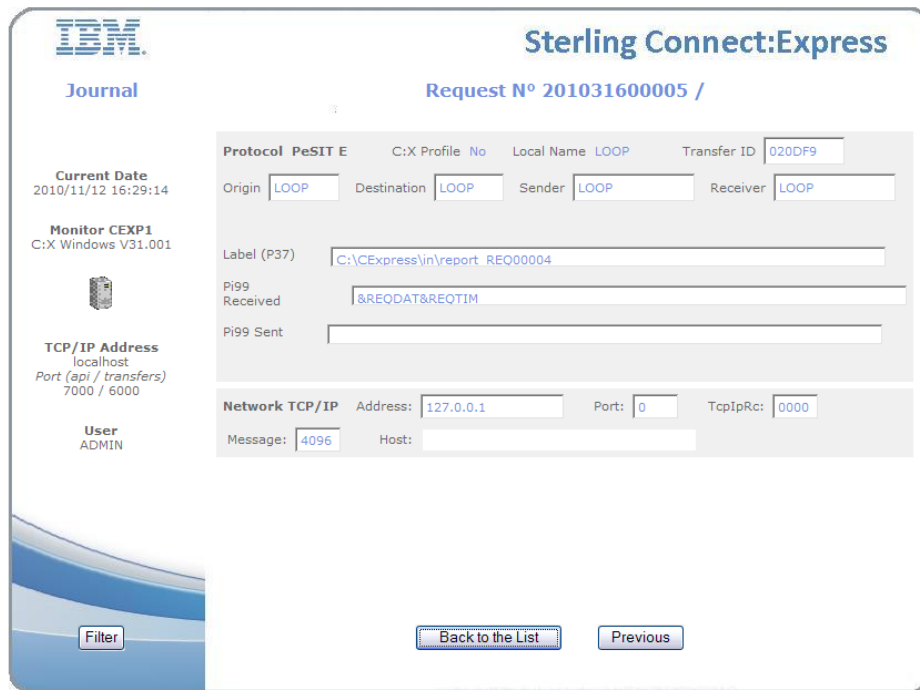 IBM.
Sterling Connect:Express
Journal
Request Nº 201031600005 /
Protocol PeSIT E C:X Profile No Local Name LOOP Transfer ID 020DF9
Origin LOOP Destination LOOP Sender LOOP Receiver LOOP
Label (P37) C:\CExpress\in\report_REQ00004
Pi99
Received &REQDAT&REQTIM
Pi99 Sent
Network TCP/IP Address: 127.0.0.1 Port: 0 TcpIpRc: 0000
Message: 4096 Host:
Current Date
2010/11/12 16:29:14
Monitor CEXP1
C:X Windows V31.001
TCP/IP Address
localhost
Port (api / transfers)
7000 / 6000
User
ADMIN
Filter
Back to the List
Previous